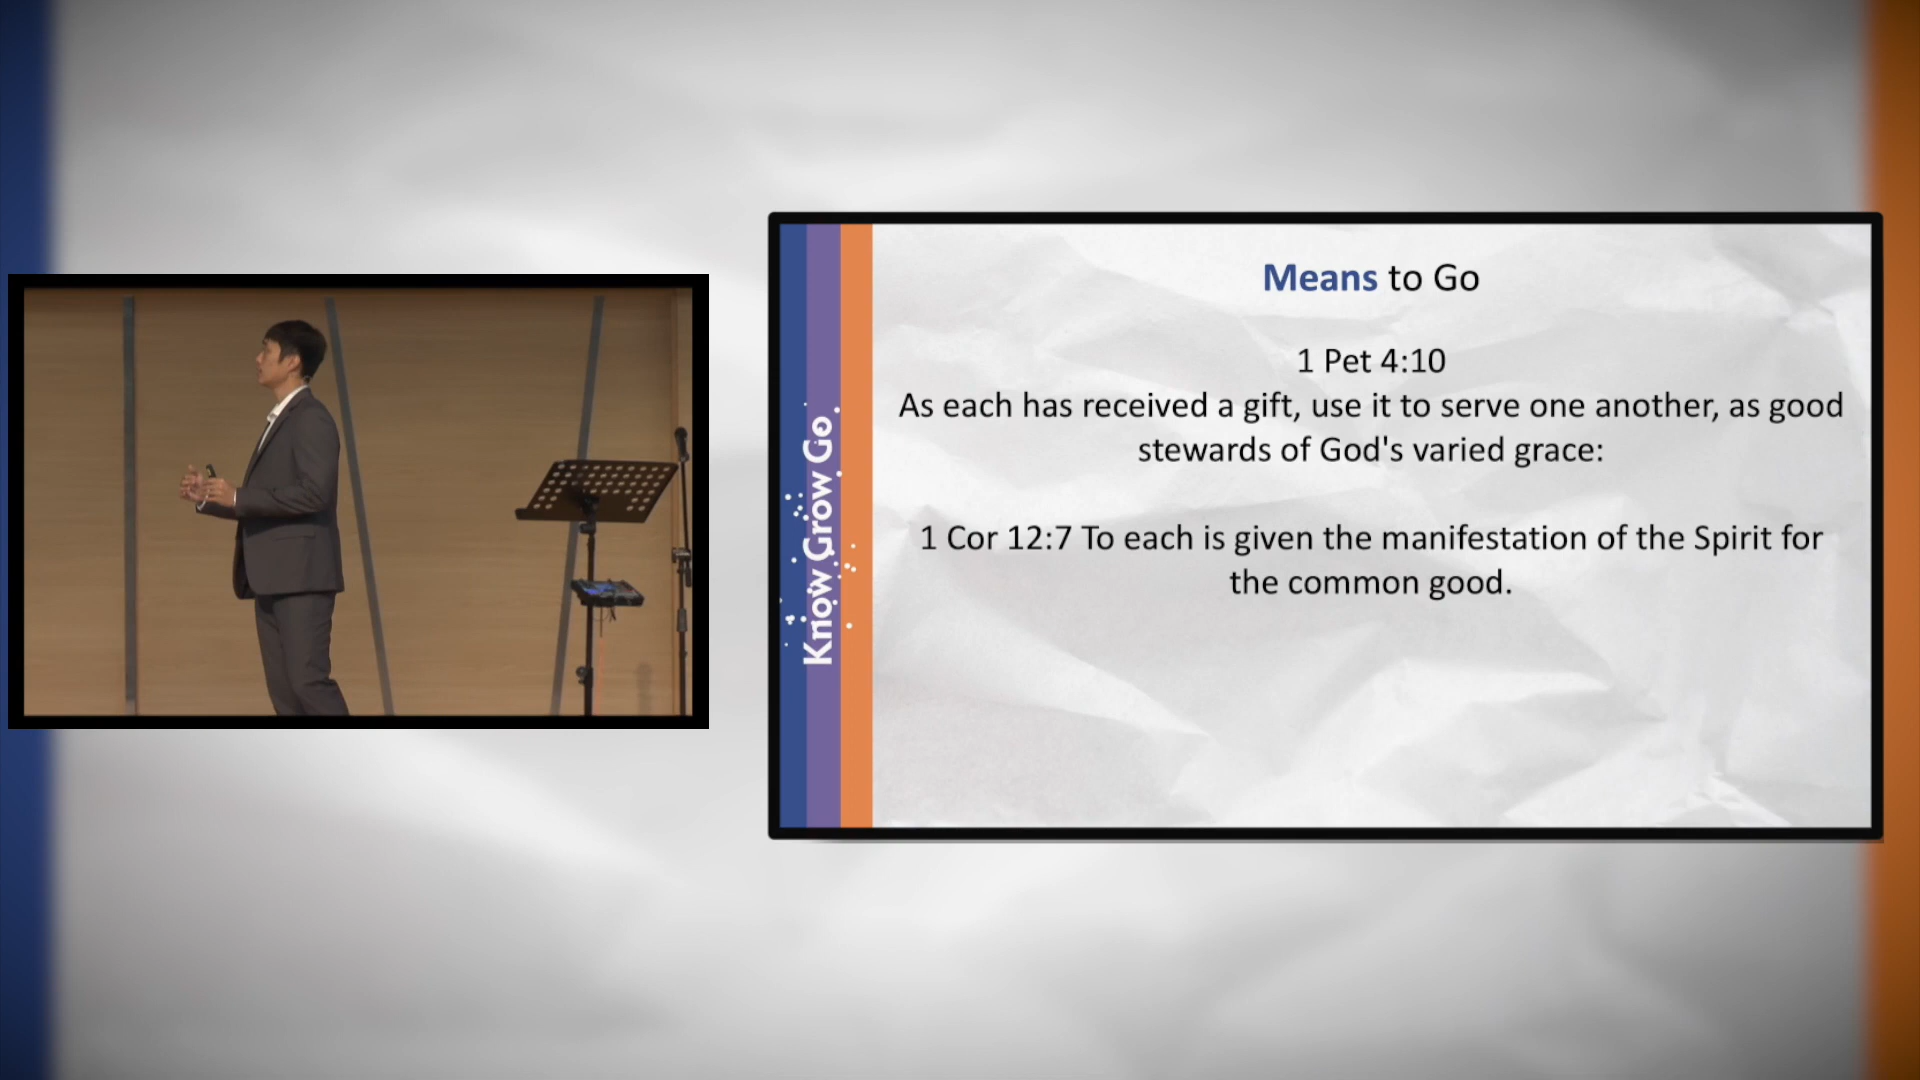 Know Grow Go
Means to Go
1 Pet 4:10
As each has received a gift, use it to serve one another, as good
stewards of God's varied grace:
1 Cor 12:7 To each is given the manifestation of the Spirit for
the common good.